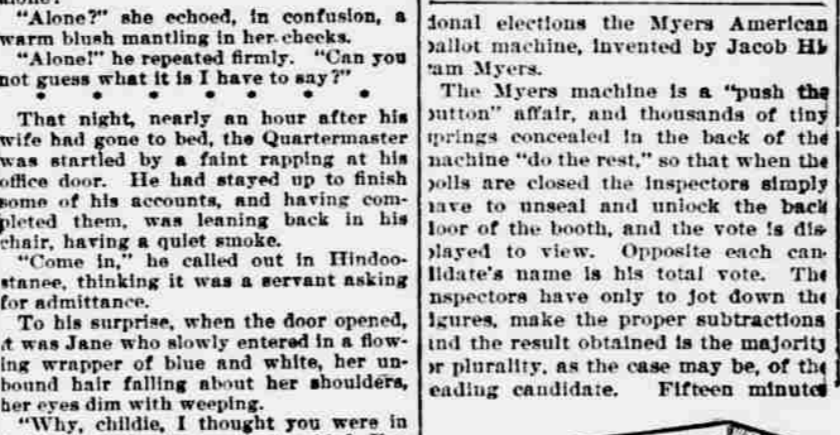 "Alone?" she echoed, in confusion, a
warm blush mantling in her cheeks.
"Alone!" he repeated firmly. "Can you
not guess what it is I have to say?"
* * * * * * *
That night, nearly an hour after his
wife had gone to bed, the Quartermaster
was startled by a faint rapping at his
office door. He had stayed up to finish
some of his accounts, and having com-
pleted them, was leaning back in his
chair, having a quiet smoke.
"Come in," he called out in Hindoo-
stanee, thinking it was a servant asking
for admittance.
To his surprise, when the door opened,
it was Jane who slowly entered in a flow-
ing wrapper of blue and white, her un-
bound hair falling about her shoulders,
her eyes dim with weeping.
"Why, childie, I thought you were in
ional elections the Myers American
ballot machine, invented by Jacob Hi-
ram Myers.
The Myers machine is a "push the
button" affair, and thousands of tiny
springs concealed in the back of the
machine "do the rest," so that when the
polls are closed the inspectors simply
have to unseal and unlock the back
door of the booth, and the vote is dis-
played to view. Opposite each can-
didate's name is his total vote. The
inspectors have only to jot down the
figures, make the proper subtractions
and the result obtained is the majority
or plurality, as the case may be, of the
leading candidate. Fifteen minutes